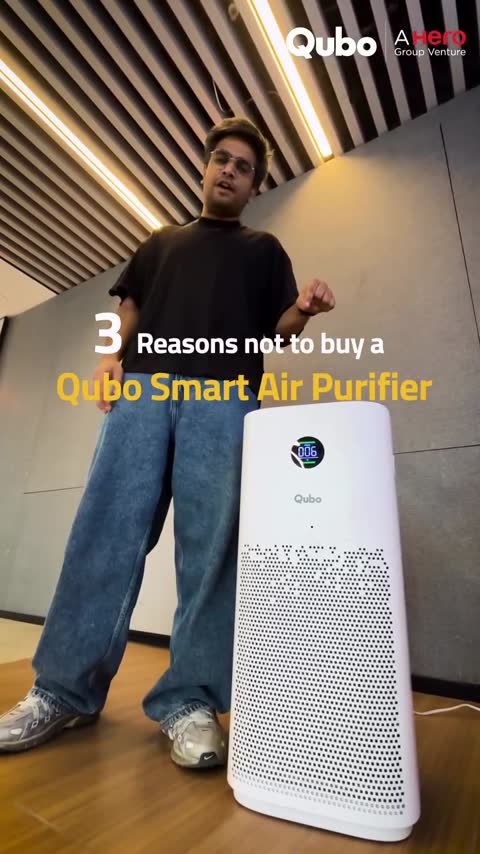 Qubo
A Hero
Group Venture
3 Reasons not to buy a
Qubo Smart Air Purifier
006
Qubo